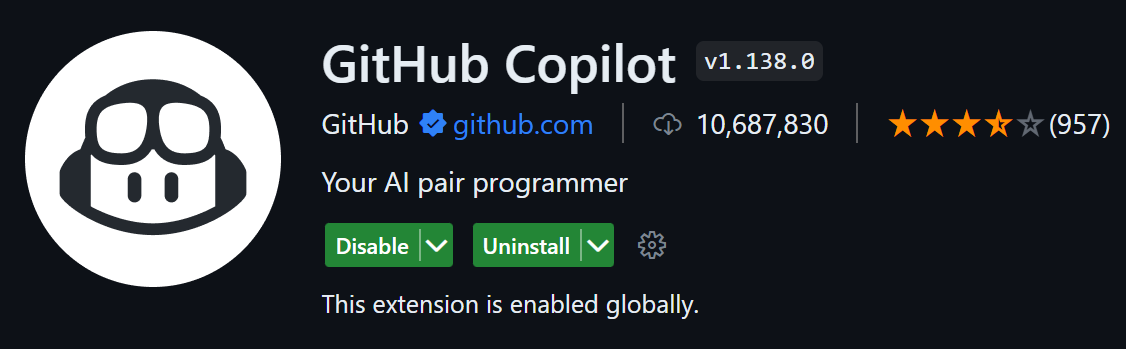 GitHub Copilot v1.138.0
GitHub github.com 10,687,830 (957)
Your AI pair programmer
Disable Uninstall
This extension is enabled globally.